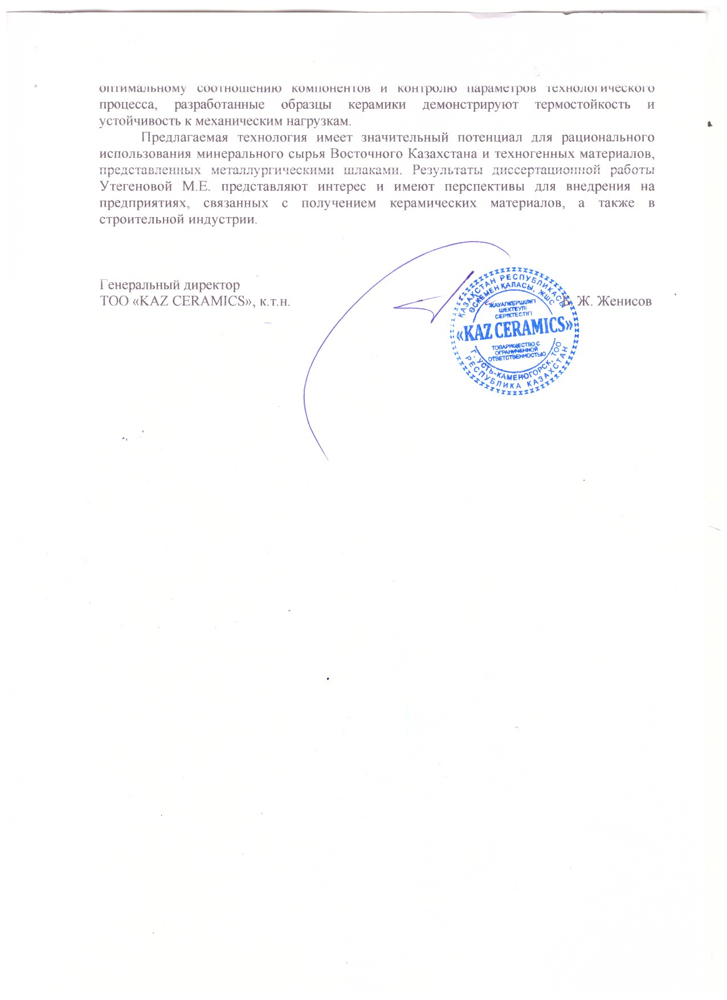 оптимальному соотношению компонентов и контролю параметров технологического
процесса, разработанные образцы керамики демонстрируют термостойкость и
устойчивость к механическим нагрузкам.
Предлагаемая технология имеет значительный потенциал для рационального
использования минерального сырья Восточного Казахстана и техногенных материалов,
представленных металлургическими шлаками. Результаты диссертационной работы
Утегеновой М.Е. представляют интерес и имеют перспективы для внедрения на
предприятиях, связанных с получением керамических материалов, а также в
строительной индустрии.
Генеральный директор
ТОО «KAZ CERAMICS», к.т.н.
Ж. Женисов
ҚАЗАҚСТАН РЕСПУБЛИКАСЫ
ӨСКЕМЕН ҚАЛАСЫ, ЖШС
ЖАУАПКЕРШІЛІГІ
ШЕКТЕУЛІ
СЕРІКТЕСТІГІ
«KAZ CERAMICS»
ТОВАРИЩЕСТВО С
ОГРАНИЧЕННОЙ
ОТВЕТСТВЕННОСТЬЮ
Г. УСТЬ-КАМЕНОГОРСК, ТОО
РЕСПУБЛИКА КАЗАХСТАН